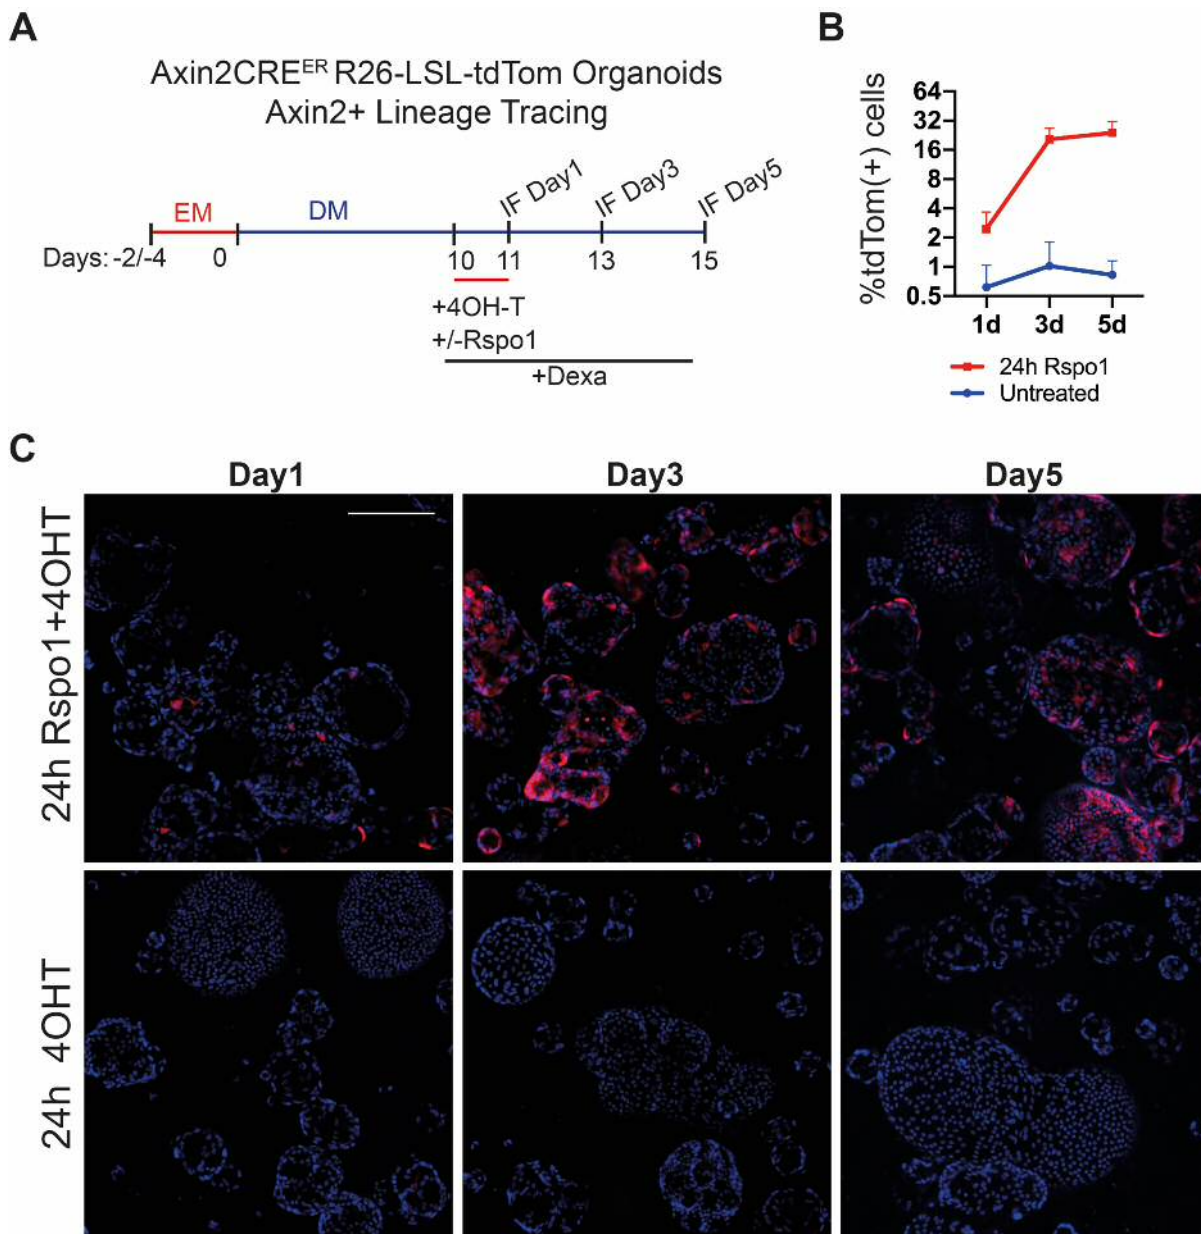 A
Axin2CREᴱᴿ R26-LSL-tdTom Organoids
Axin2+ Lineage Tracing
EM
DM
IF Day1
IF Day3
IF Day5
Days: -2/-4 0 10 11 13 15
+4OH-T
+/-Rspo1
+Dexa
B
%tdTom(+) cells
64
32
16
8
4
2
1
0.5
1d 3d 5d
24h Rspo1
Untreated
C
Day1 Day3 Day5
24h Rspo1+4OHT
24h 4OHT